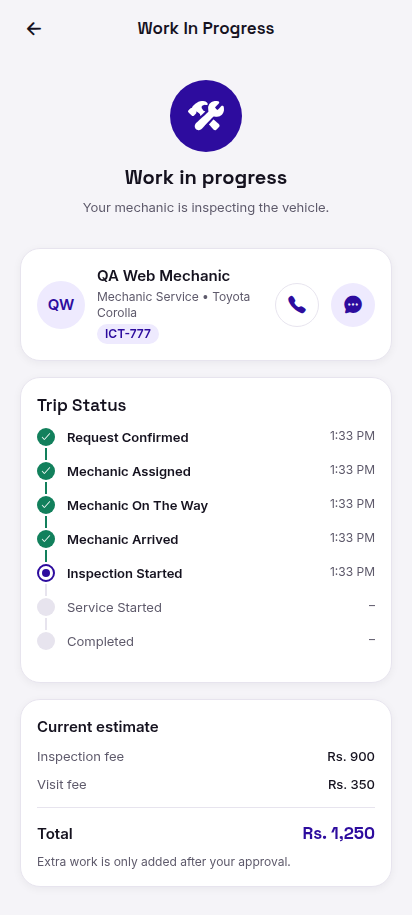 Work In Progress
Work in progress
Your mechanic is inspecting the vehicle.
QW
QA Web Mechanic
Mechanic Service • Toyota
Corolla
ICT-777
Trip Status
Request Confirmed 1:33 PM
Mechanic Assigned 1:33 PM
Mechanic On The Way 1:33 PM
Mechanic Arrived 1:33 PM
Inspection Started 1:33 PM
Service Started –
Completed –
Current estimate
Inspection fee Rs. 900
Visit fee Rs. 350
Total Rs. 1,250
Extra work is only added after your approval.